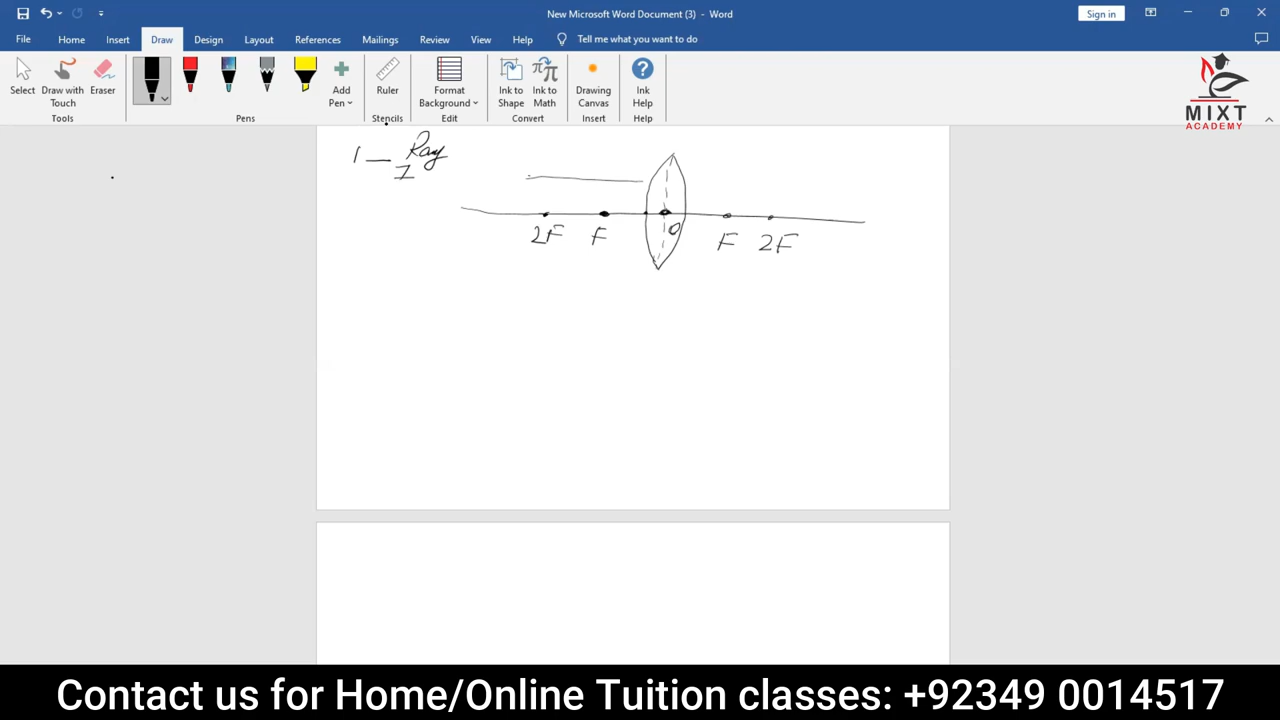 New Microsoft Word Document (3) - Word
Sign in
File Home Insert Draw Design Layout References Mailings Review View Help Tell me what you want to do
Select
Draw with Touch
Eraser
Add Pen
Ruler
Format Background
Ink to Shape
Ink to Math
Drawing Canvas
Ink Help
Tools
Pens
Stencils
Edit
Convert
Insert
Help
MIXT
ACADEMY
1 — Ray
I
2F F O F 2F
Contact us for Home/Online Tuition classes: +92349 0014517